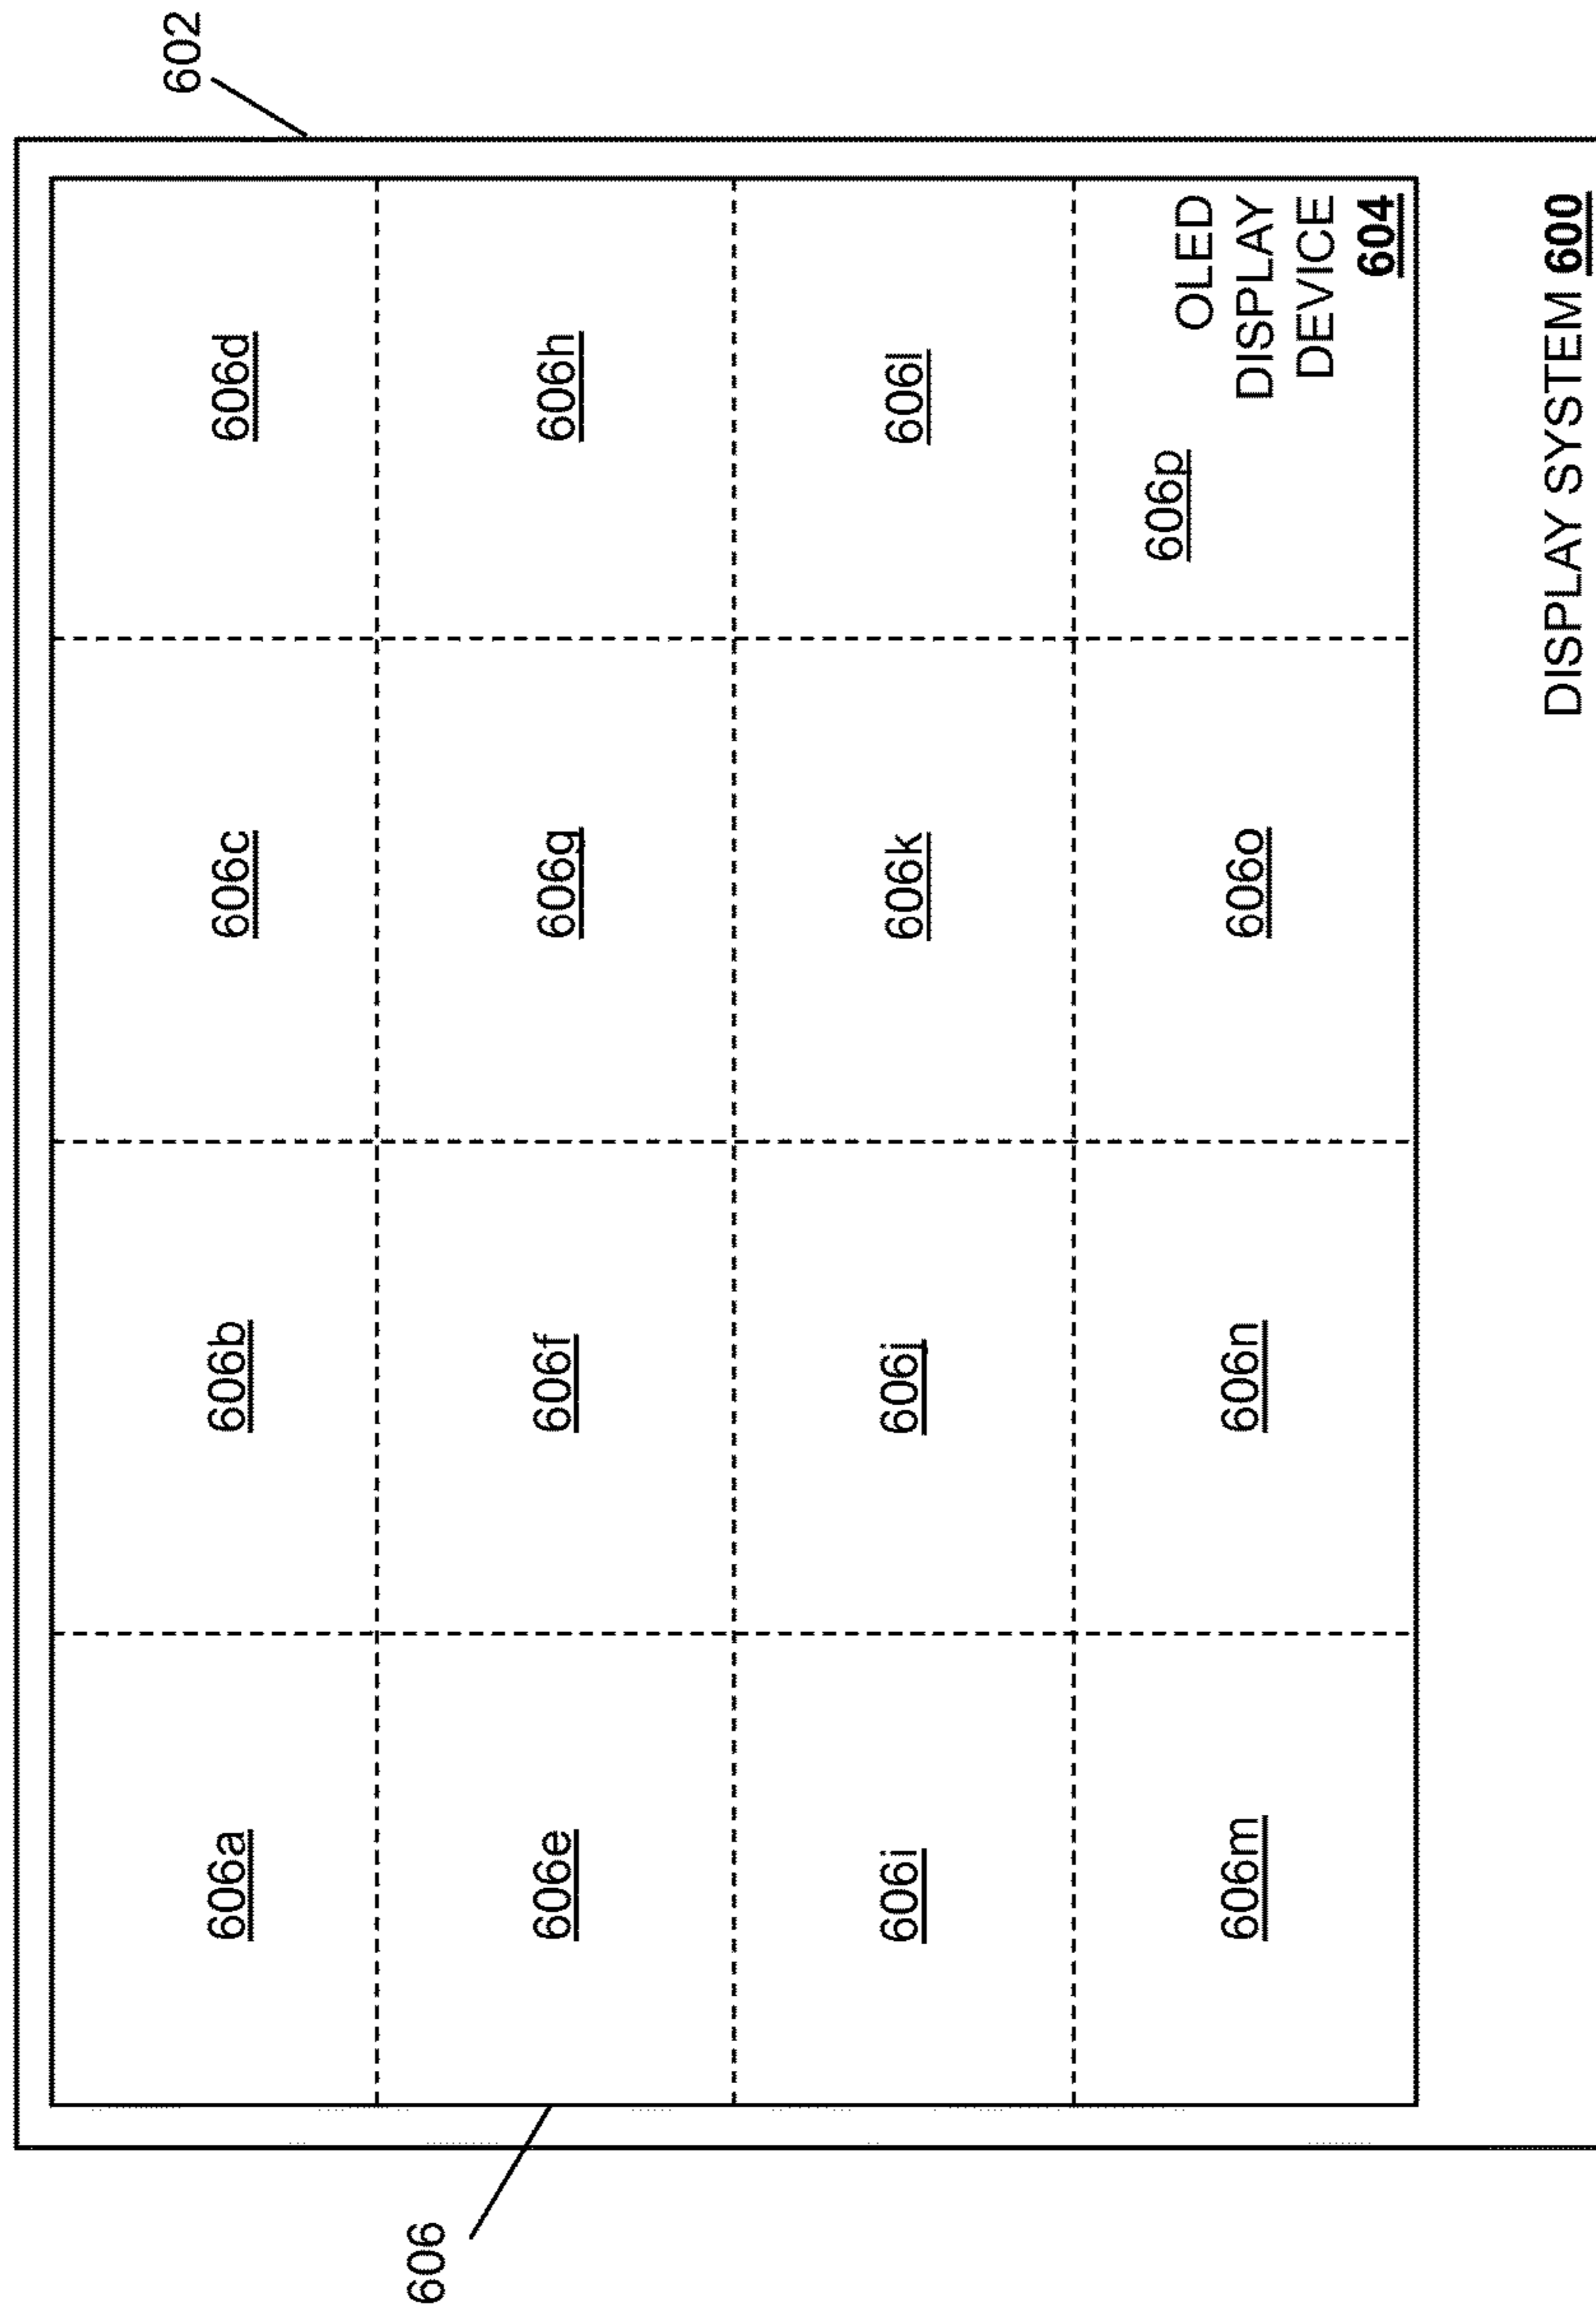 602
606a
606b
606c
606d
606e
606f
606g
606h
606i
606j
606k
606l
606m
606n
606o
606p
OLED
DISPLAY
DEVICE
604
606
DISPLAY SYSTEM 600